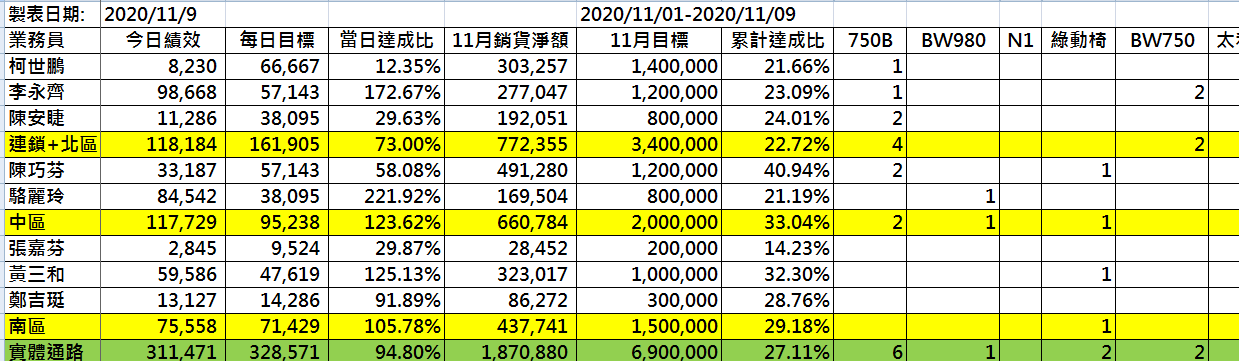 製表日期: 2020/11/9 2020/11/01-2020/11/09
業務員 今日績效 每日目標 當日達成比 11月銷貨淨額 11月目標 累計達成比 750B BW980 N1 綠動椅 BW750 太
柯世鵬 8,230 66,667 12.35% 303,257 1,400,000 21.66% 1
李永齊 98,668 57,143 172.67% 277,047 1,200,000 23.09% 1 2
陳安睫 11,286 38,095 29.63% 192,051 800,000 24.01% 2
連鎖+北區 118,184 161,905 73.00% 772,355 3,400,000 22.72% 4 2
陳巧芬 33,187 57,143 58.08% 491,280 1,200,000 40.94% 2 1
駱麗玲 84,542 38,095 221.92% 169,504 800,000 21.19% 1
中區 117,729 95,238 123.62% 660,784 2,000,000 33.04% 2 1 1
張嘉芬 2,845 9,524 29.87% 28,452 200,000 14.23%
黃三和 59,586 47,619 125.13% 323,017 1,000,000 32.30% 1
鄭吉珽 13,127 14,286 91.89% 86,272 300,000 28.76%
南區 75,558 71,429 105.78% 437,741 1,500,000 29.18% 1
實體通路 311,471 328,571 94.80% 1,870,880 6,900,000 27.11% 6 1 2 2